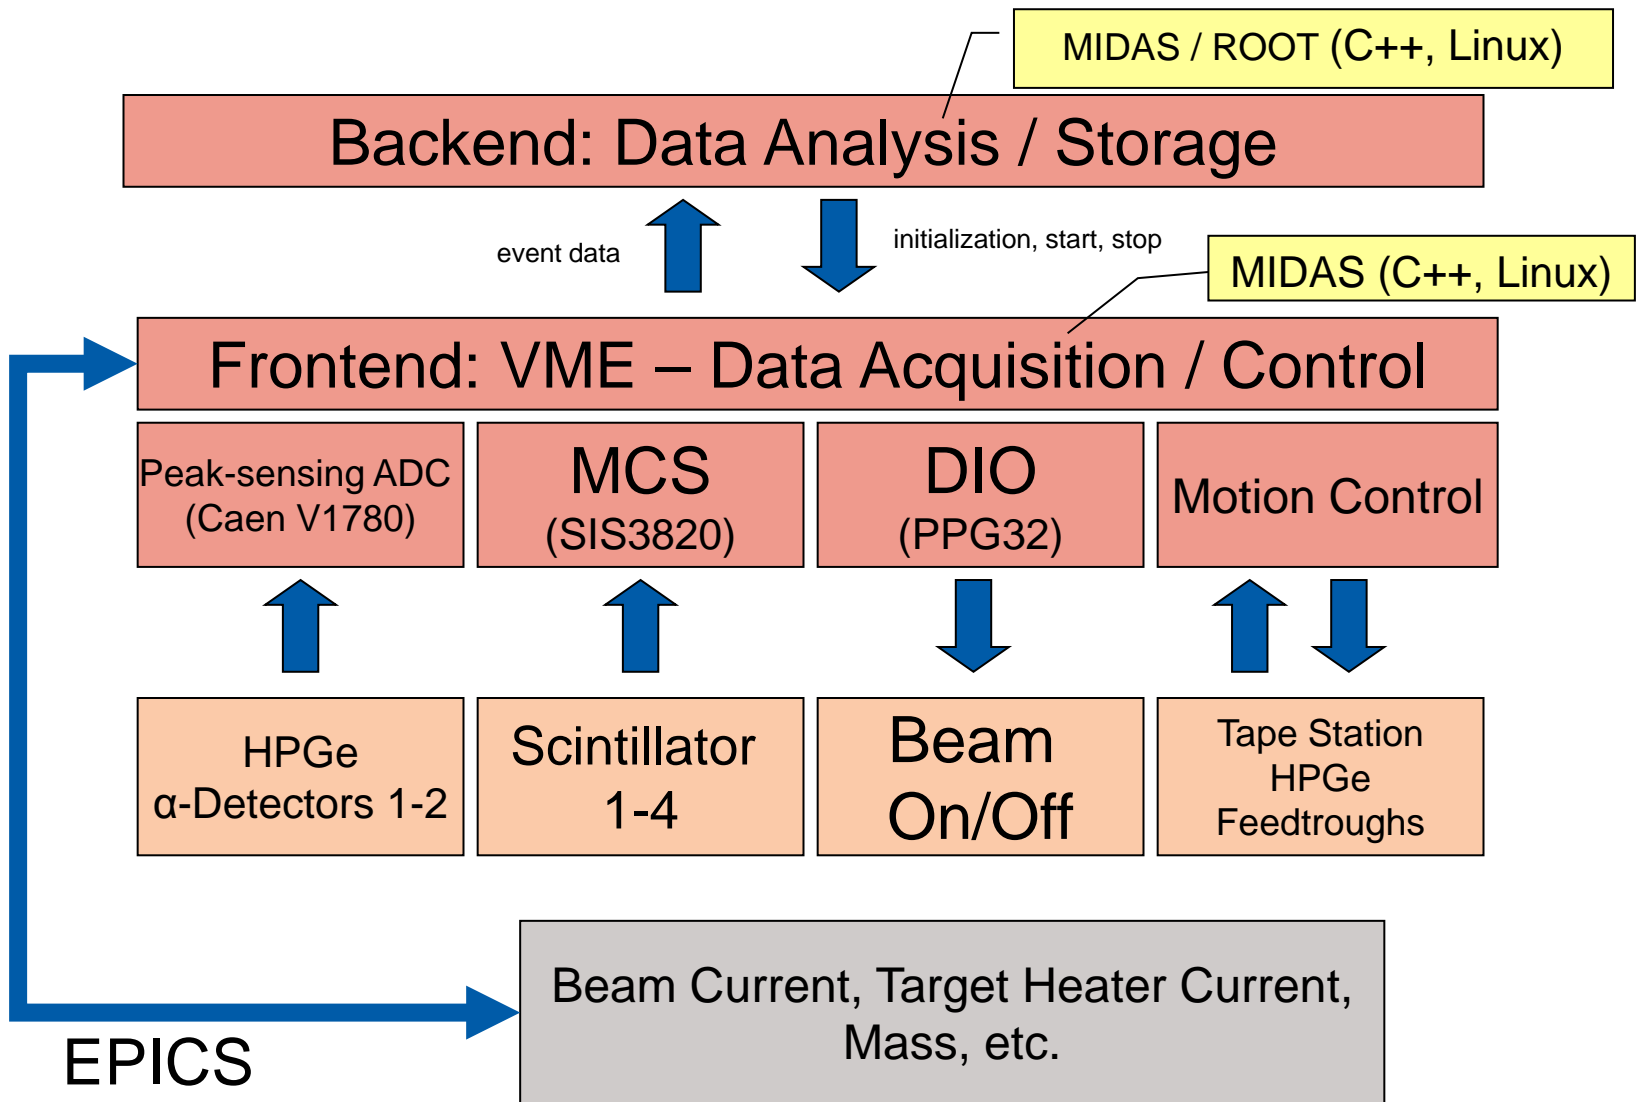 MIDAS / ROOT (C++, Linux)
Backend: Data Analysis / Storage
event data
initialization, start, stop
MIDAS (C++, Linux)
Frontend: VME – Data Acquisition / Control
Peak-sensing ADC
(Caen V1780)
MCS
(SIS3820)
DIO
(PPG32)
Motion Control
HPGe
α-Detectors 1-2
Scintillator
1-4
Beam
On/Off
Tape Station
HPGe
Feedtroughs
Beam Current, Target Heater Current,
Mass, etc.
EPICS